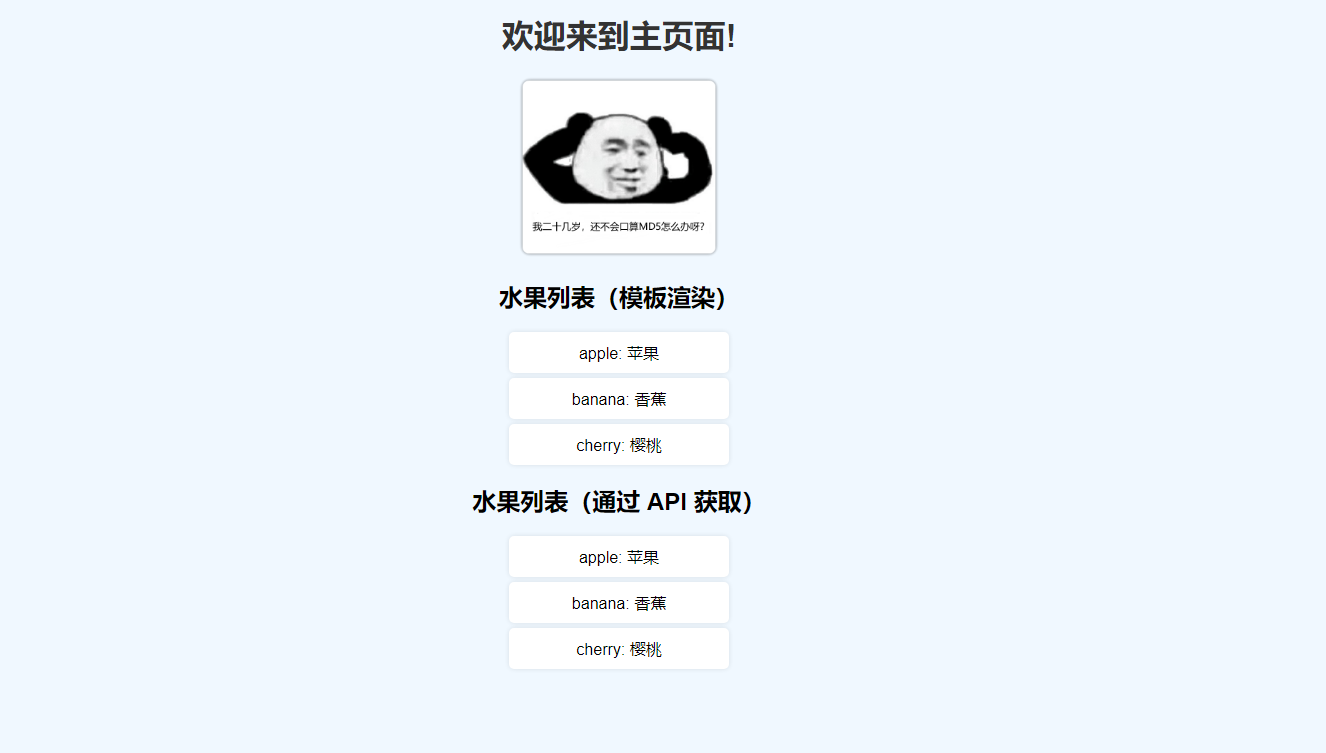 欢迎来到主页面!
我二十几岁，还不会口算MD5怎么办呀?
水果列表（模板渲染）
apple: 苹果
banana: 香蕉
cherry: 樱桃
水果列表（通过 API 获取）
apple: 苹果
banana: 香蕉
cherry: 樱桃